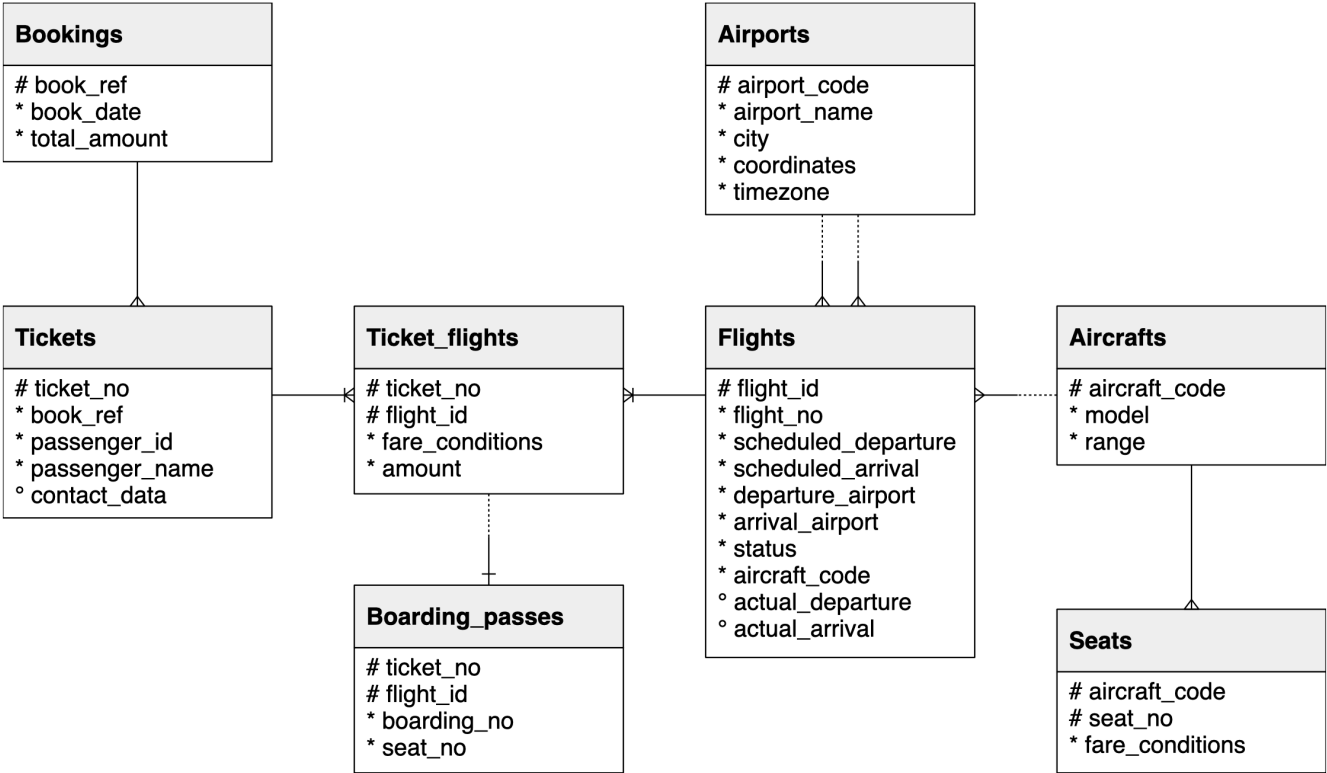 Bookings
# book_ref
* book_date
* total_amount
Airports
# airport_code
* airport_name
* city
* coordinates
* timezone
Tickets
# ticket_no
* book_ref
* passenger_id
* passenger_name
° contact_data
Ticket_flights
# ticket_no
# flight_id
* fare_conditions
* amount
Flights
# flight_id
* flight_no
* scheduled_departure
* scheduled_arrival
* departure_airport
* arrival_airport
* status
* aircraft_code
° actual_departure
° actual_arrival
Aircrafts
# aircraft_code
* model
* range
Boarding_passes
# ticket_no
# flight_id
* boarding_no
* seat_no
Seats
# aircraft_code
# seat_no
* fare_conditions